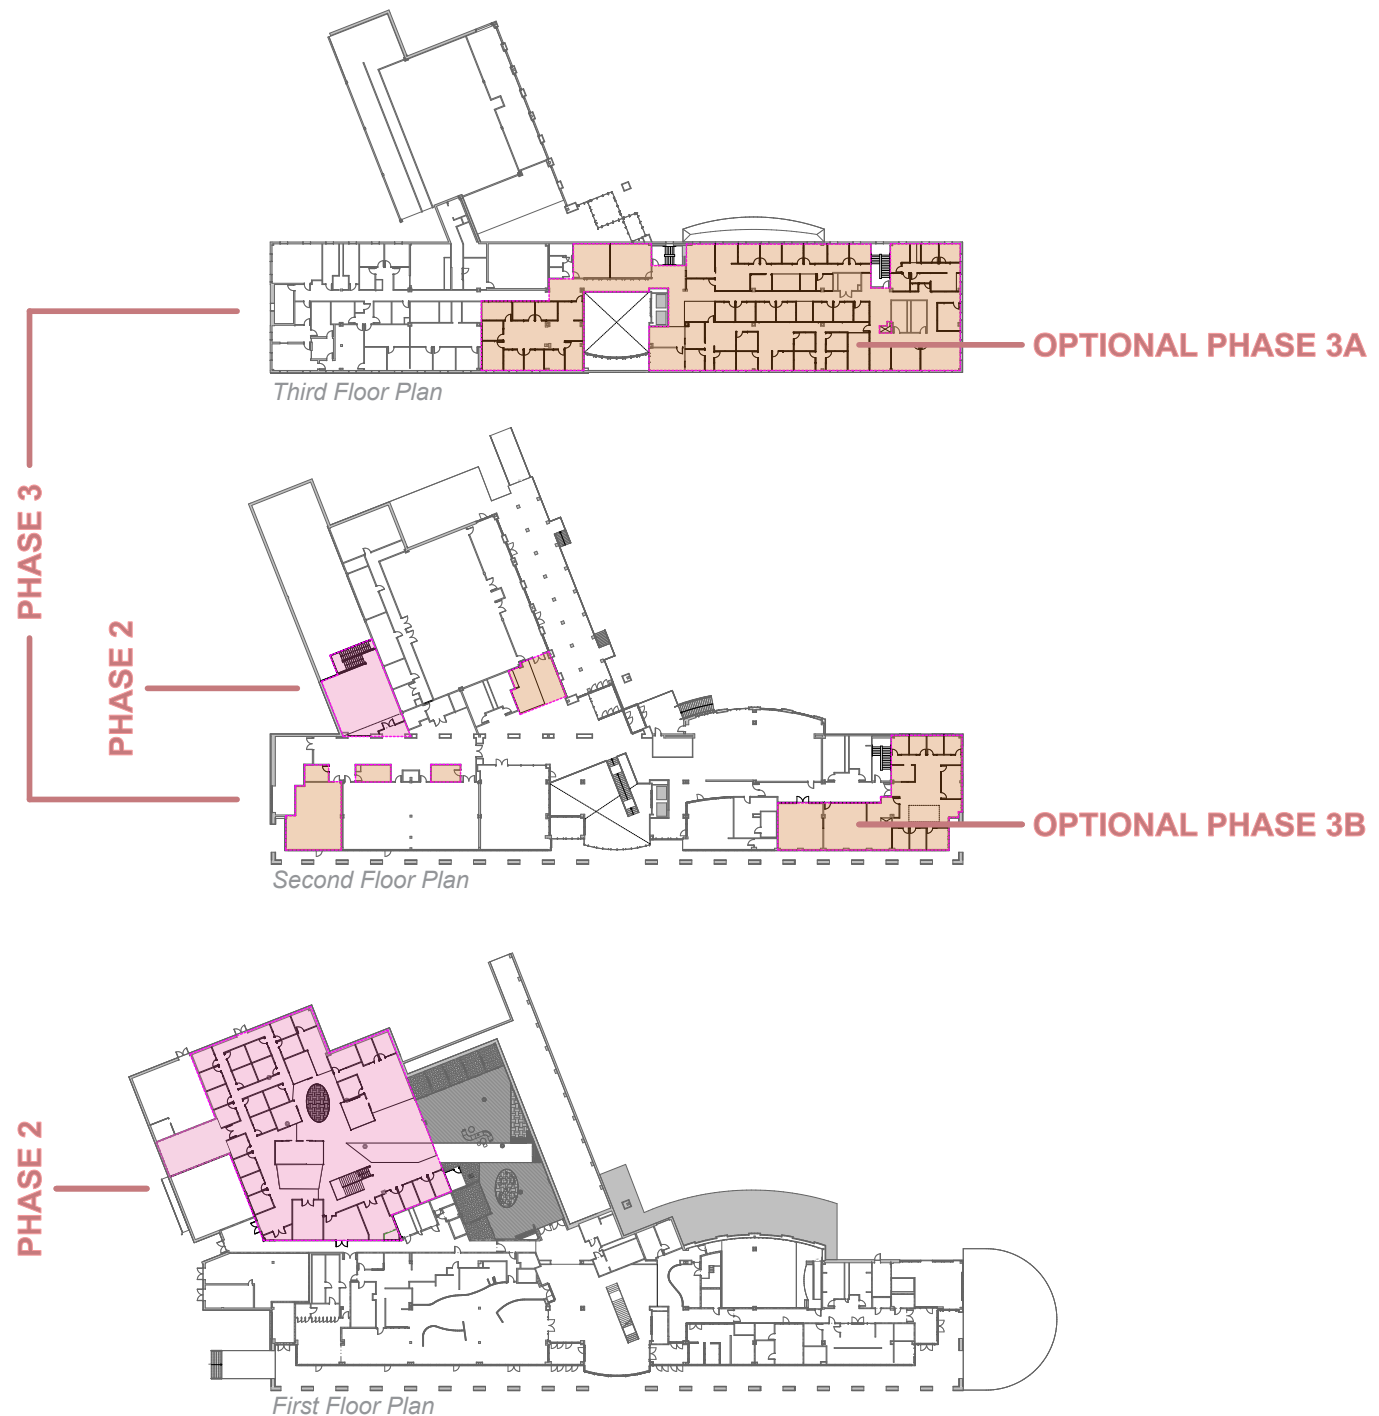 OPTIONAL PHASE 3A
Third Floor Plan
PHASE 3
PHASE 2
OPTIONAL PHASE 3B
Second Floor Plan
PHASE 2
First Floor Plan